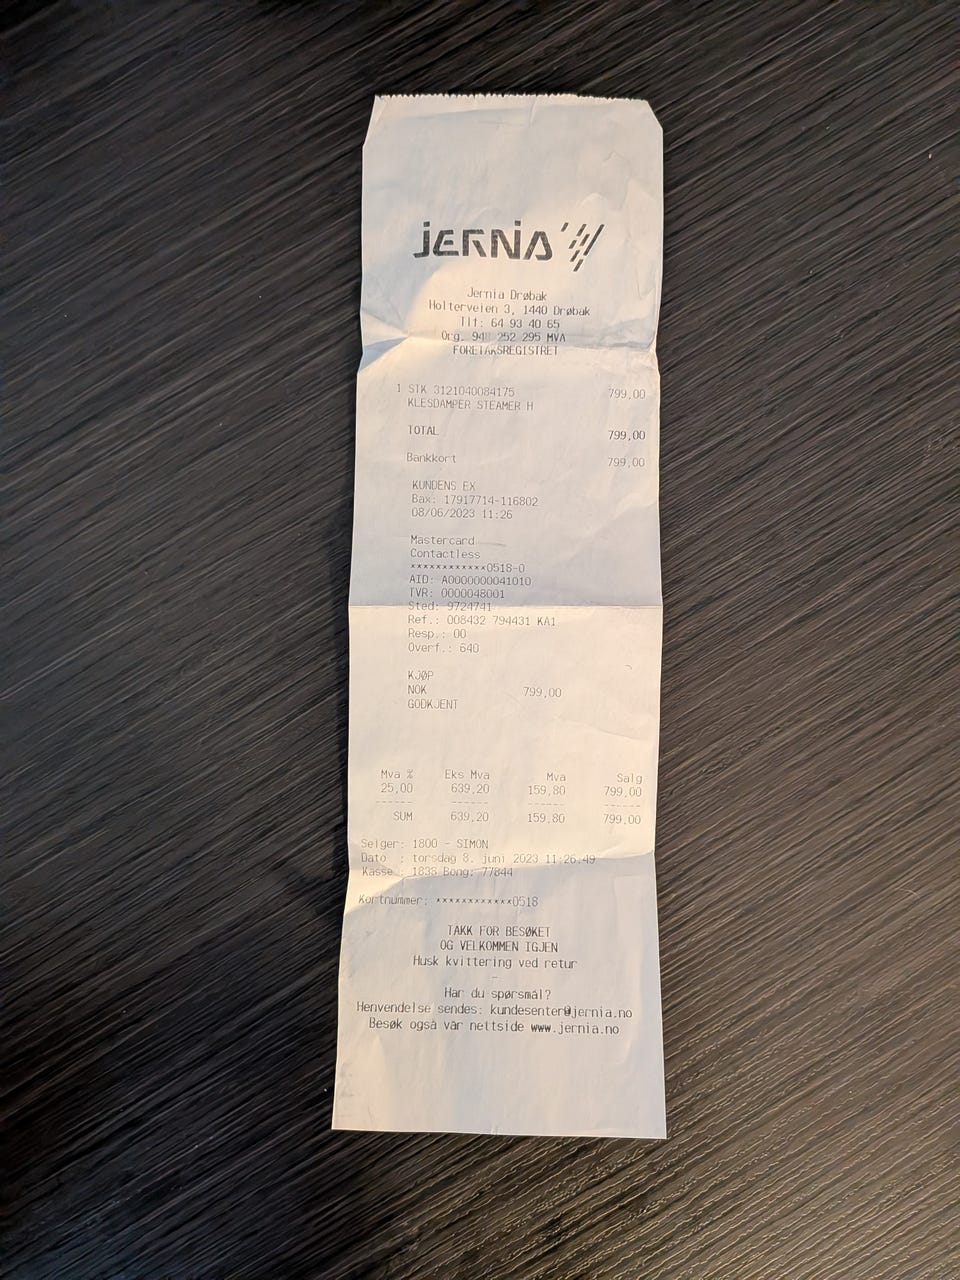 JERNIA
Jernia Drøbak
Holterveien 3, 1440 Drøbak
Tlf: 64 93 40 65
Org. 252 295 MVA
FORETAKSREGISTRET
1 STK 3121040084175 799,00
KLESDAMPER STEAMER H
TOTAL 799,00
Bankkort 799,00
KUNDENS EX
Bax: 17917714-116802
08/06/2023 11:26
Mastercard
Contactless
************0518-0
AID: A0000000041010
TVR: 0000048001
Sted: 9724741
Ref.: 008432 794431 KA1
Resp.: 00
Overf.: 640
KJØP
NOK 799,00
GODKJENT
Mva % Eks Mva Mva Salg
25,00 639,20 159,80 799,00
------ ------ ------ ------
SUM 639,20 159,80 799,00
Selger: 1800 - SIMON
Dato : torsdag 8. juni 2023 11:26:49
Kasse : 1838 Bong: 77844
Kortnummer: ************0518
TAKK FOR BESØKET
OG VELKOMMEN IGJEN
Husk kvittering ved retur
-
Har du spørsmål?
Henvendelse sendes: kundesenter@jernia.no
Besøk også vår nettside www.jernia.no